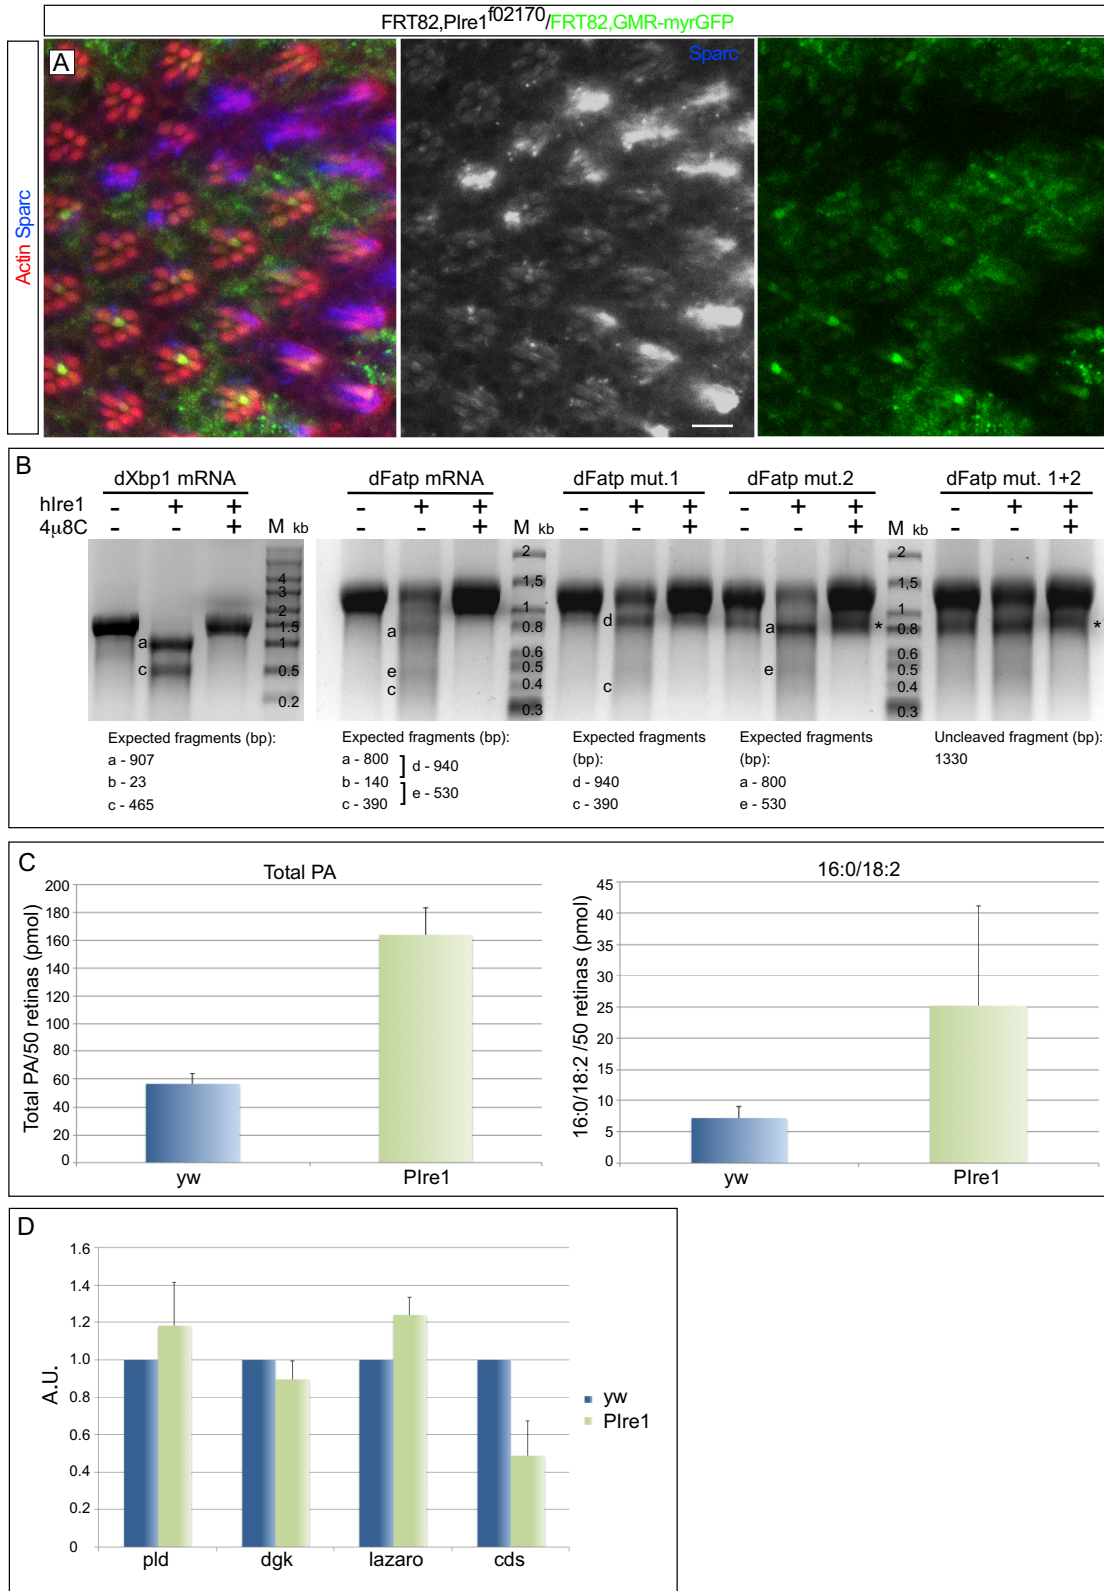 FRT82,PIre1f02170/FRT82,GMR-myrGFP
Actin Sparc
A
Sparc
B
dXbp1 mRNA
dFatp mRNA
dFatp mut.1
dFatp mut.2
dFatp mut. 1+2
hIre1 - + + - + + - + + - + + - + +
4µ8C - - + - - + - - + - - + - - +
M kb
M kb
M kb
4
3
2
1.5
1
0.5
0.2
a
c
2
1,5
1
0.8
0.6
0.5
0.4
0.3
a
e
c
d
c
a
e
*
2
1,5
1
0.8
0.6
0.5
0.4
0.3
*
Expected fragments (bp):
a - 907
b - 23
c - 465
Expected fragments (bp):
a - 800
b - 140
c - 390
] d - 940
] e - 530
Expected fragments
(bp):
d - 940
c - 390
Expected fragments
(bp):
a - 800
e - 530
Uncleaved fragment (bp):
1330
C
Total PA
Total PA/50 retinas (pmol)
200
180
160
140
120
100
80
60
40
20
0
yw
PIre1
16:0/18:2
16:0/18:2 /50 retinas (pmol)
45
40
35
30
25
20
15
10
5
0
yw
PIre1
D
A.U.
1.6
1.4
1.2
1.0
0.8
0.6
0.4
0.2
0
pld
dgk
lazaro
cds
yw
PIre1